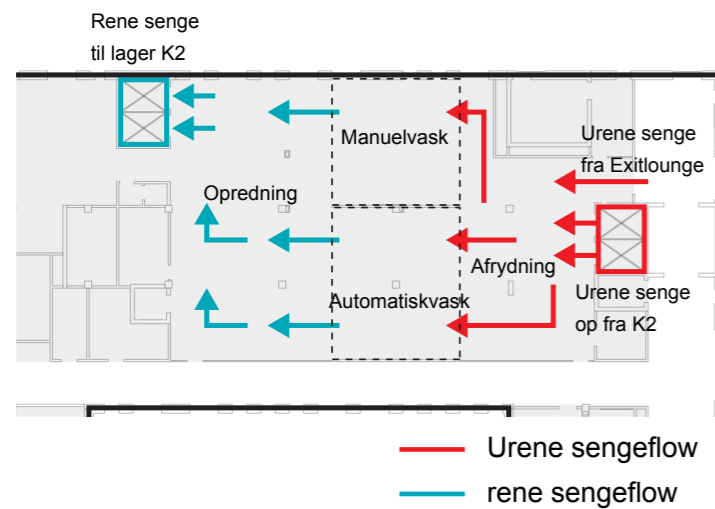 Rene senge
til lager K2
Manuelvask
Urene senge
fra Exitlounge
Opredning
Afrydning
Automatiskvask
Urene senge
op fra K2
Urene sengeflow
rene sengeflow